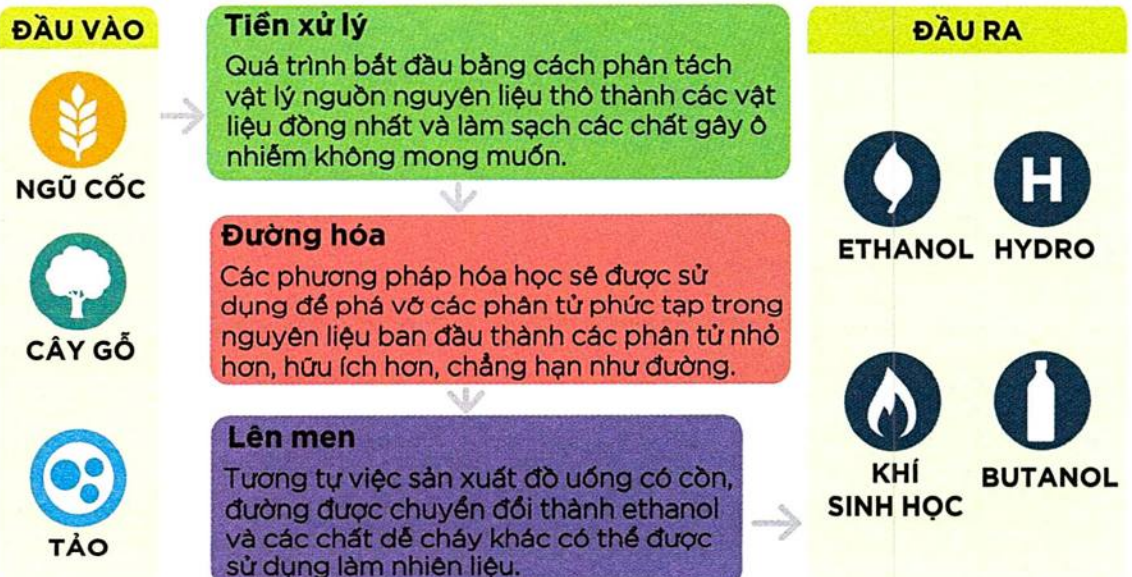 ĐẦU VÀO
NGŨ CỐC
CÂY GỖ
TẢO
Tiền xử lý
Quá trình bắt đầu bằng cách phân tách
vật lý nguồn nguyên liệu thô thành các vật
liệu đồng nhất và làm sạch các chất gây ô
nhiễm không mong muốn.
Đường hóa
Các phương pháp hóa học sẽ được sử
dụng để phá vỡ các phân tử phức tạp trong
nguyên liệu ban đầu thành các phân tử nhỏ
hơn, hữu ích hơn, chẳng hạn như đường.
Lên men
Tương tự việc sản xuất đồ uống có cồn,
đường được chuyển đổi thành ethanol
và các chất dễ cháy khác có thể được
sử dụng làm nhiên liệu.
ĐẦU RA
ETHANOL
H
HYDRO
KHÍ
SINH HỌC
BUTANOL